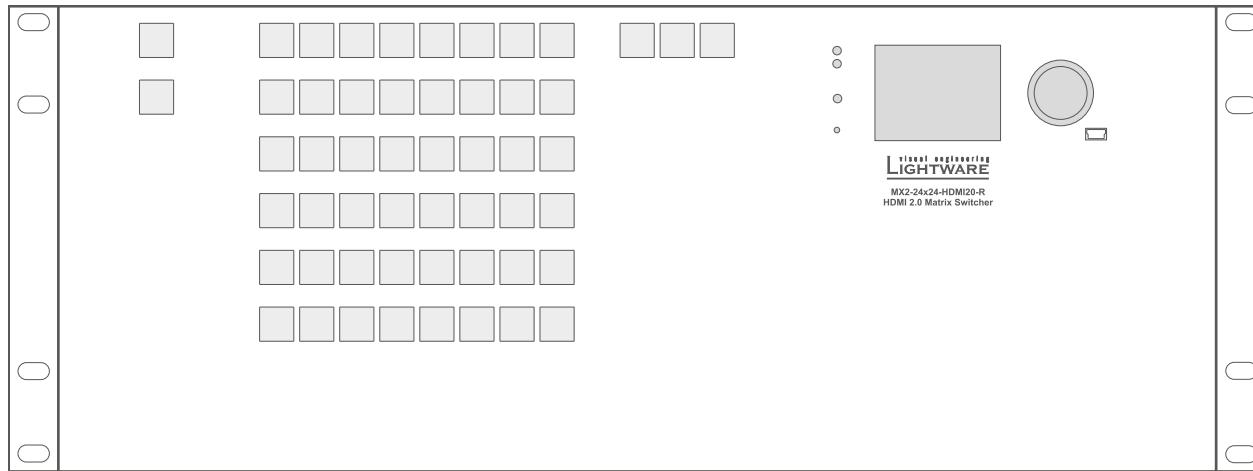 visual engineering
LIGHTWARE
MX2-24x24-HDMI20-R
HDMI 2.0 Matrix Switcher